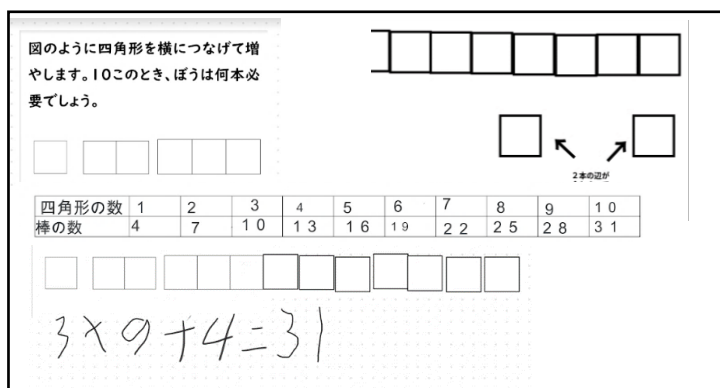 図のように四角形を横につなげて増
やします。10このとき、ぼうは何本必
要でしょう。
2本の辺が
四角形の数 1 2 3 4 5 6 7 8 9 10
棒の数 4 7 10 13 16 19 22 25 28 31
3×9+4=31